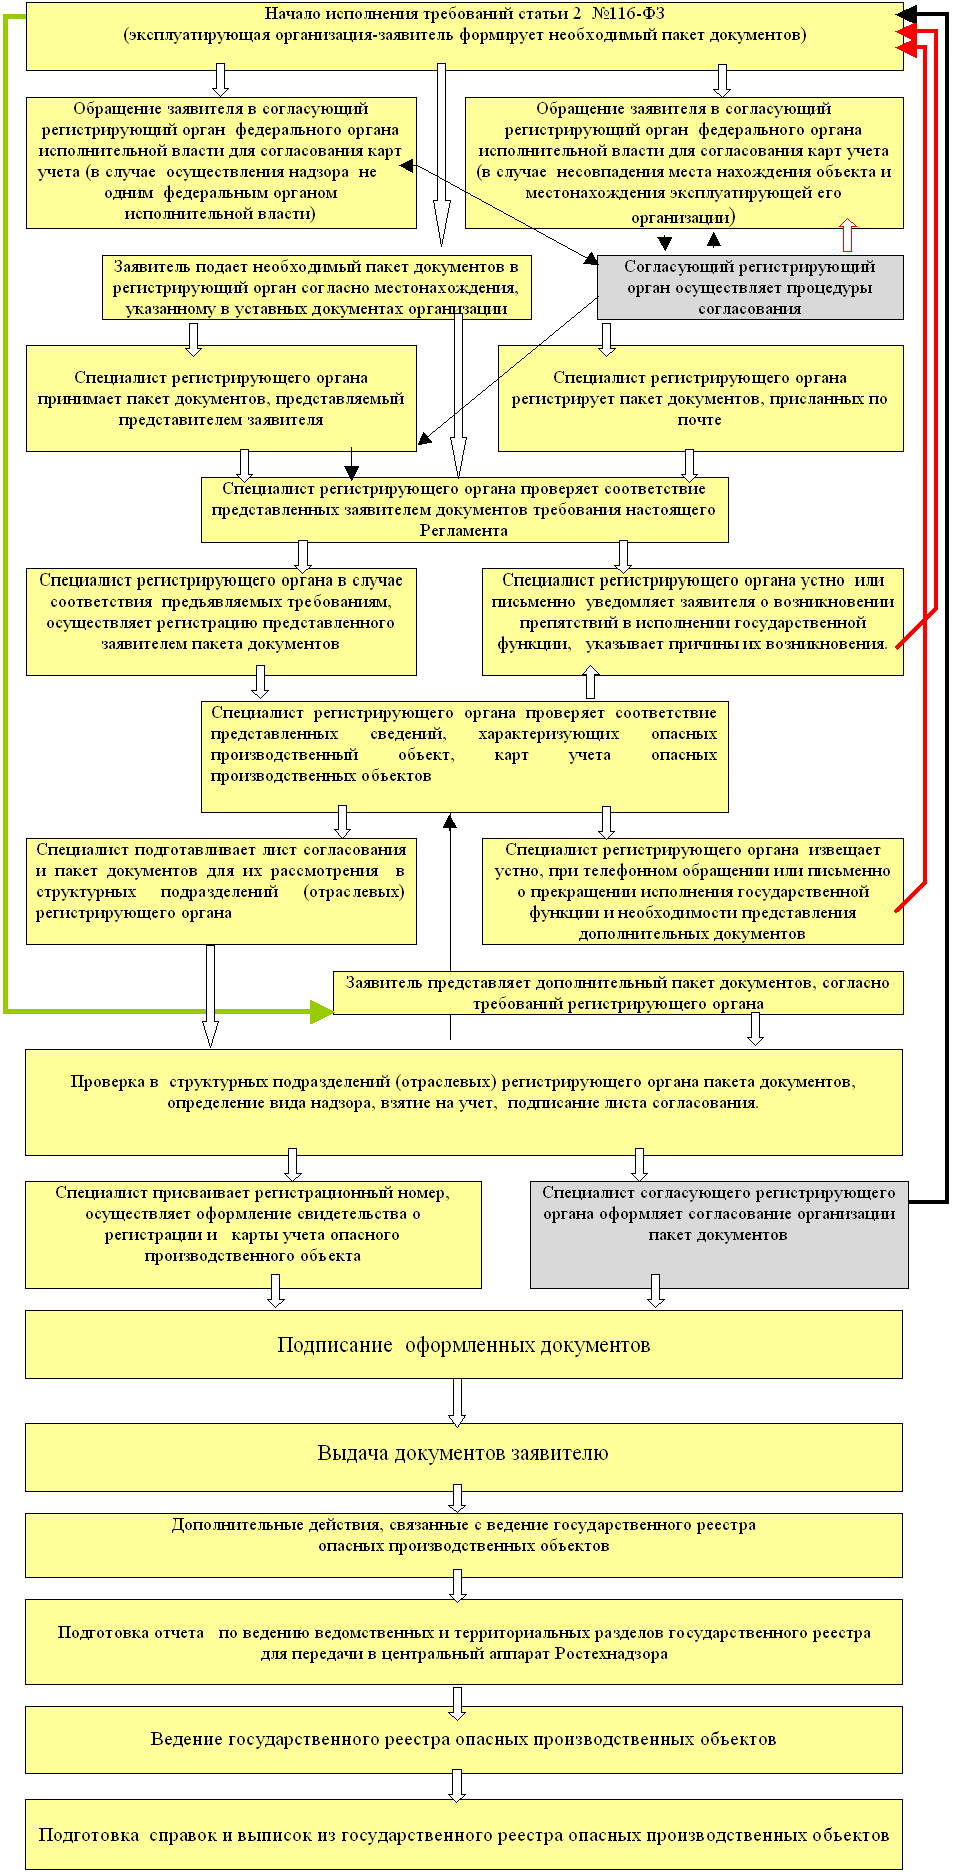 Начало исполнения требований статьи 2 №116-ФЗ
(эксплуатирующая организация-заявитель формирует необходимый пакет документов)
Обращение заявителя в согласующий
регистрирующий орган федерального органа
исполнительной власти для согласования карт
учета (в случае осуществления надзора не
одним федеральным органом
исполнительной власти)
Обращение заявителя в согласующий
регистрирующий орган федерального органа
исполнительной власти для согласования карт учета
(в случае несовпадения места нахождения объекта и
местонахождения эксплуатирующей его
организации)
Заявитель подает необходимый пакет документов в
регистрирующий орган согласно местонахождения,
указанному в уставных документах организации
Согласующий регистрирующий
орган осуществляет процедуры
согласования
Специалист регистрирующего органа
принимает пакет документов, представляемый
представителем заявителя
Специалист регистрирующего органа
регистрирует пакет документов, присланных по
почте
Специалист регистрирующего органа проверяет соответствие
представленных заявителем документов требования настоящего
Регламента
Специалист регистрирующего органа в случае
соответствия предьявляемых требованиям,
осуществляет регистрацию представленного
заявителем пакета документов
Специалист регистрирующего органа устно или
письменно уведомляет заявителя о возникновении
препятствий в исполнении государственной
функции, указывает причины их возникновения.
Специалист регистрирующего органа проверяет соответствие
представленных сведений, характеризующих опасных
производственный объект, карт учета опасных
производственных объектов
Специалист подготавливает лист согласования
и пакет документов для их рассмотрения в
структурных подразделений (отраслевых)
регистрирующего органа
Специалист регистрирующего органа извещает
устно, при телефонном обращении или письменно
о прекращении исполнения государственной
функции и необходимости представления
дополнительных документов
Заявитель представляет дополнительный пакет документов, согласно
требований регистрирующего органа
Проверка в структурных подразделений (отраслевых) регистрирующего органа пакета документов,
определение вида надзора, взятие на учет, подписание листа согласования.
Специалист присваивает регистрационный номер,
осуществляет оформление свидетельства о
регистрации и карты учета опасного
производственного объекта
Специалист согласующего регистрирующего
органа оформляет согласование организации
пакет документов
Подписание оформленных документов
Выдача документов заявителю
Дополнительные действия, связанные с ведение государственного реестра
опасных производственных объектов
Подготовка отчета по ведению ведомственных и территориальных разделов государственного реестра
для передачи в центральный аппарат Ростехнадзора
Ведение государственного реестра опасных производственных обьектов
Подготовка справок и выписок из государственного реестра опасных производственных обьектов